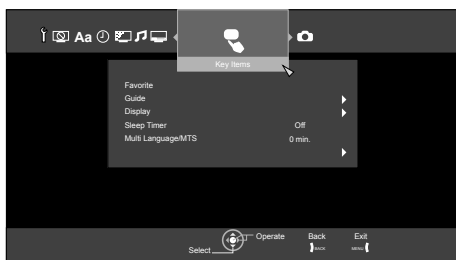 Aa
Key Items
Favorite
Guide
Display
Sleep Timer Off
Multi Language/MTS 0 min.
Operate Back Exit
Select BACK MENU